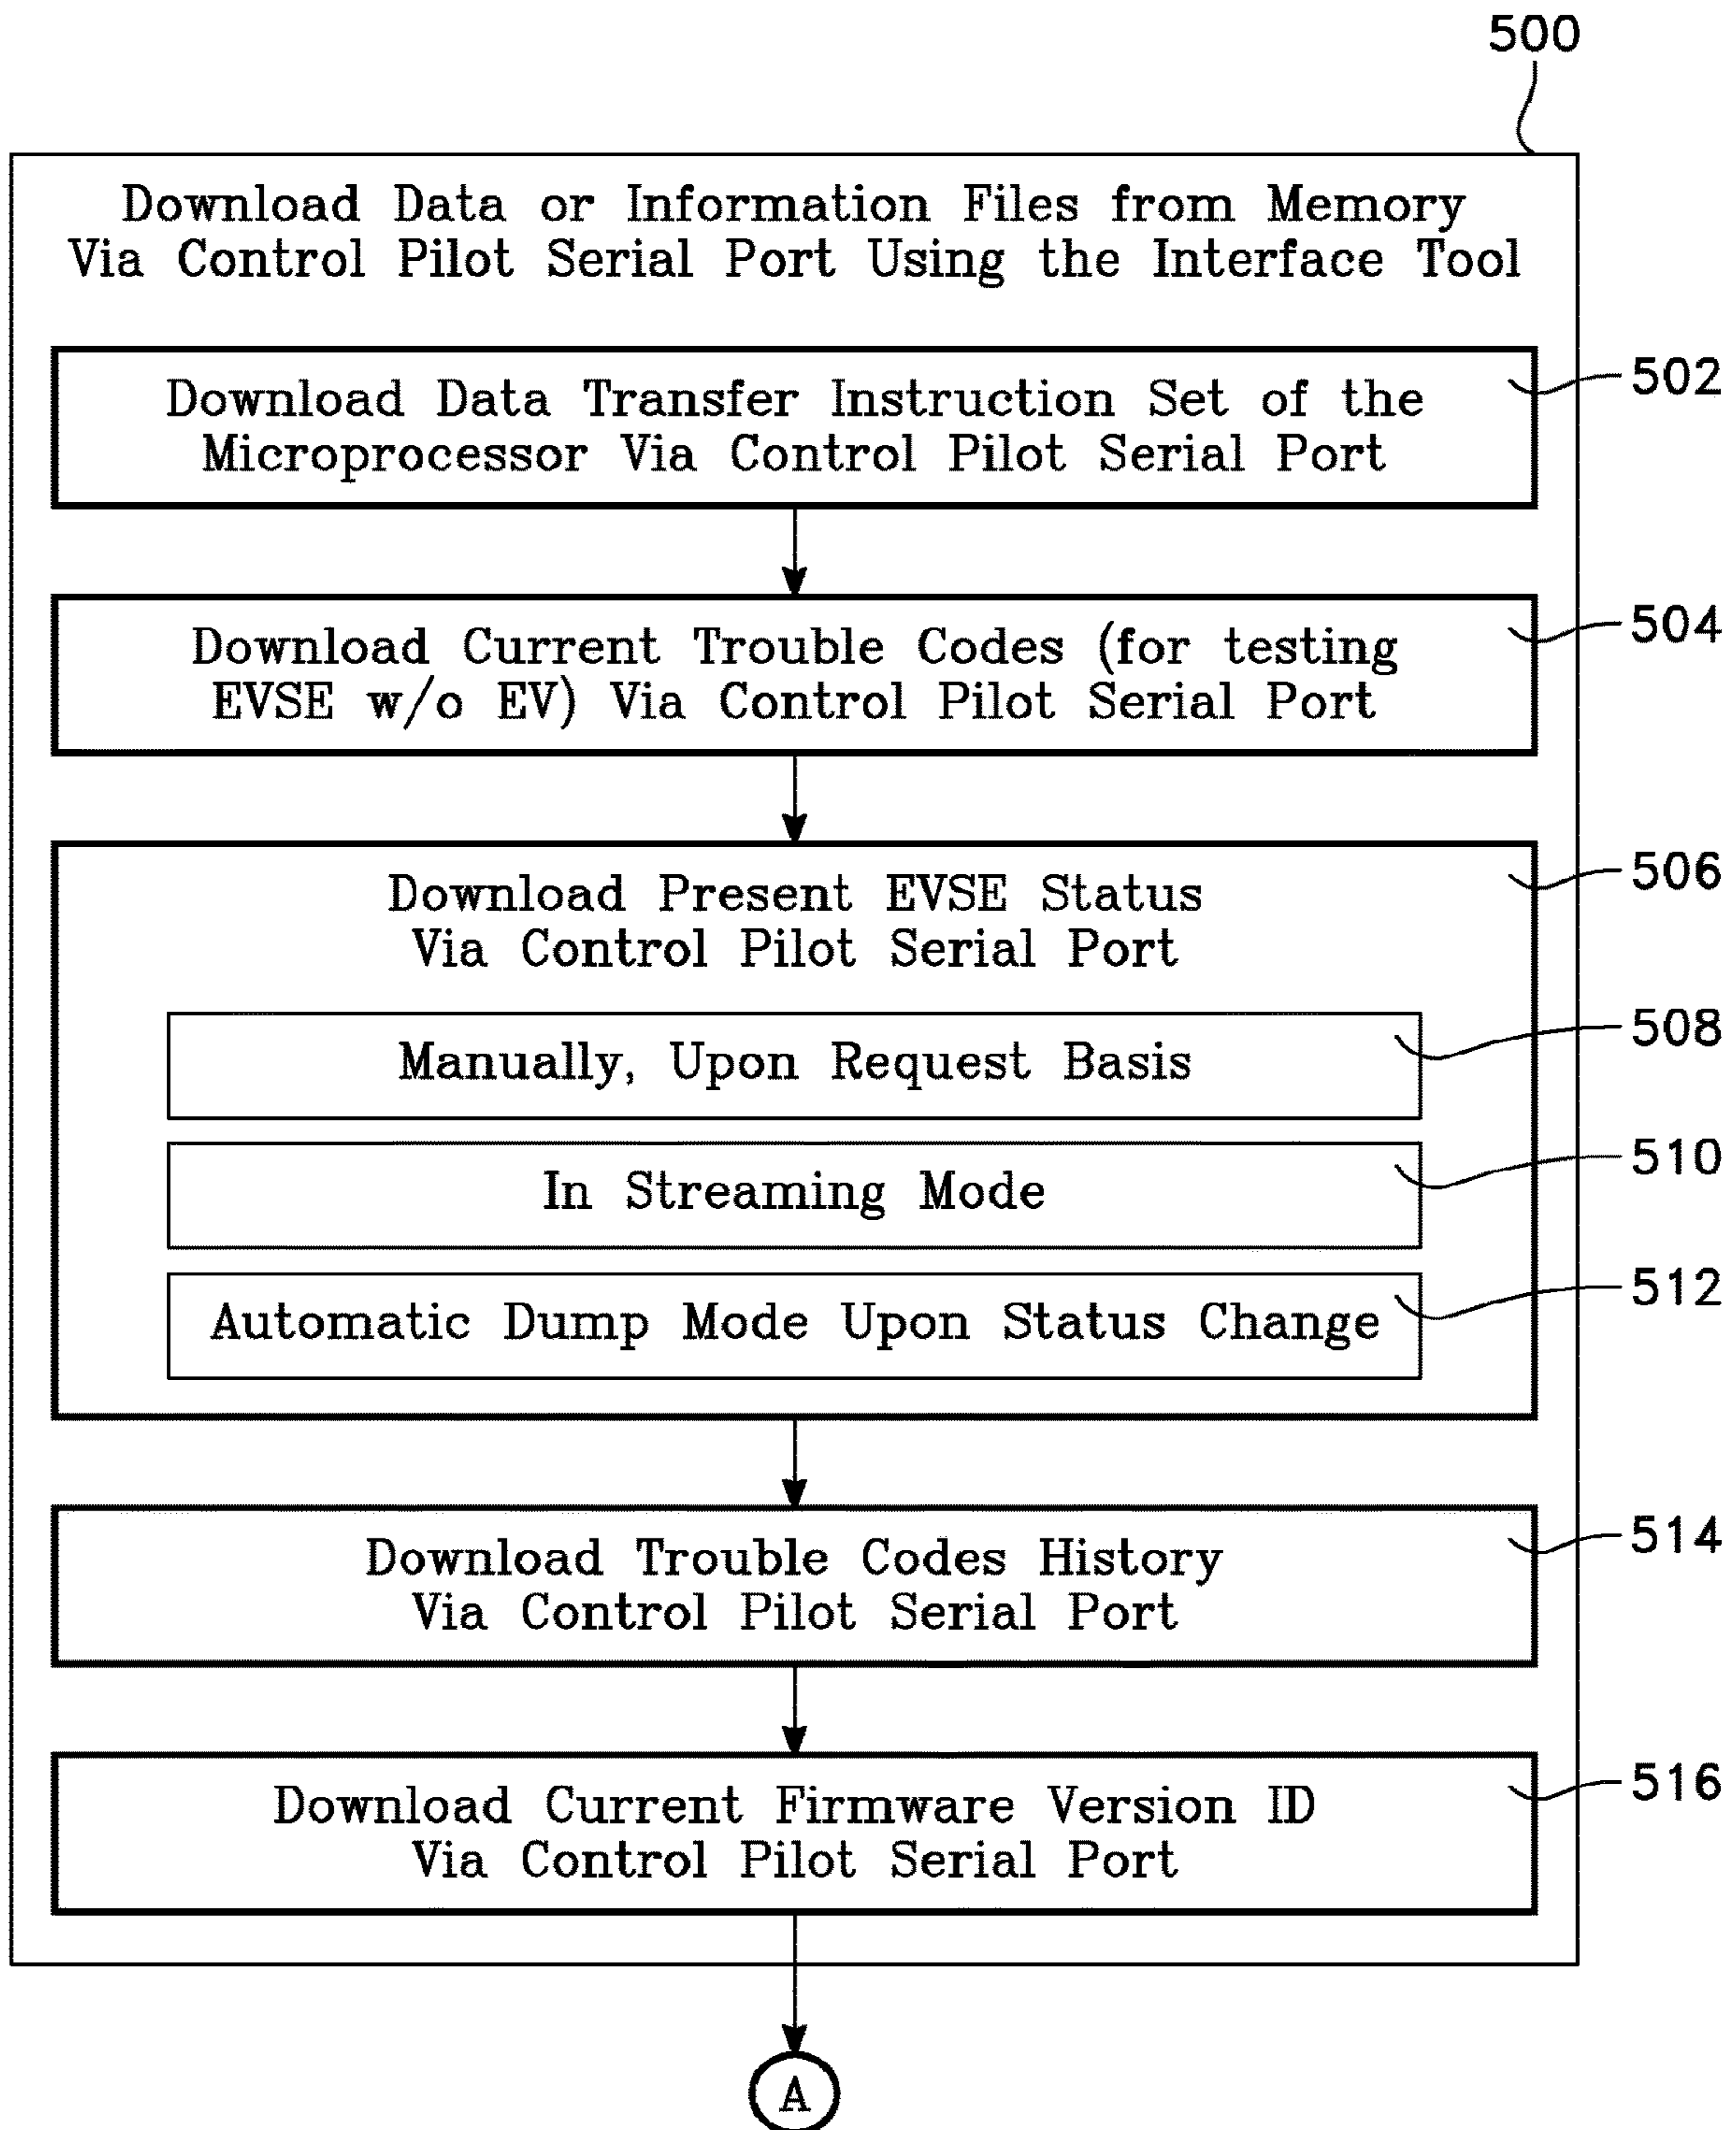 500
Download Data or Information Files from Memory
Via Control Pilot Serial Port Using the Interface Tool
Download Data Transfer Instruction Set of the
Microprocessor Via Control Pilot Serial Port
502
Download Current Trouble Codes (for testing
EVSE w/o EV) Via Control Pilot Serial Port
504
Download Present EVSE Status
Via Control Pilot Serial Port
506
Manually, Upon Request Basis
508
In Streaming Mode
510
Automatic Dump Mode Upon Status Change
512
Download Trouble Codes History
Via Control Pilot Serial Port
514
Download Current Firmware Version ID
Via Control Pilot Serial Port
516
A